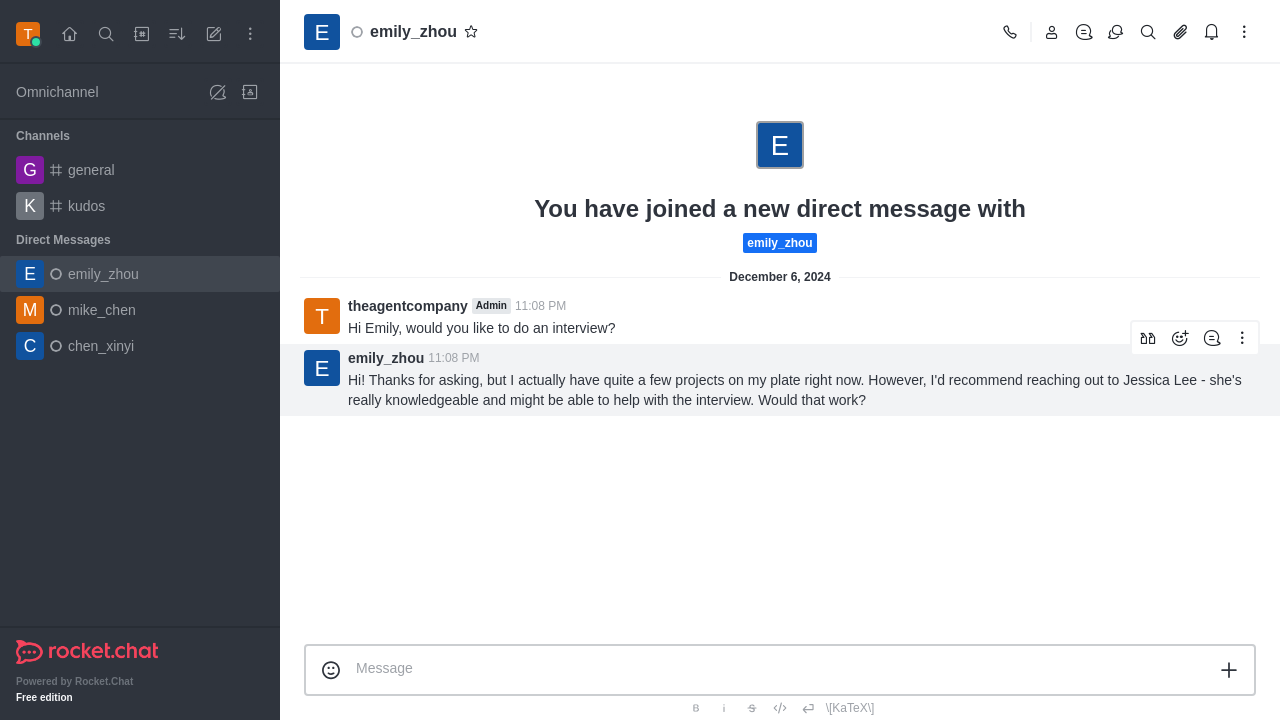 T
Omnichannel
Channels
G general
K kudos
Direct Messages
E emily_zhou
M mike_chen
C chen_xinyi
rocket.chat
Powered by Rocket.Chat
Free edition
E emily_zhou
E
You have joined a new direct message with
emily_zhou
December 6, 2024
T
theagentcompany Admin 11:08 PM
Hi Emily, would you like to do an interview?
E
emily_zhou 11:08 PM
Hi! Thanks for asking, but I actually have quite a few projects on my plate right now. However, I'd recommend reaching out to Jessica Lee - she's
really knowledgeable and might be able to help with the interview. Would that work?
Message
B i S </> \[KaTeX\]